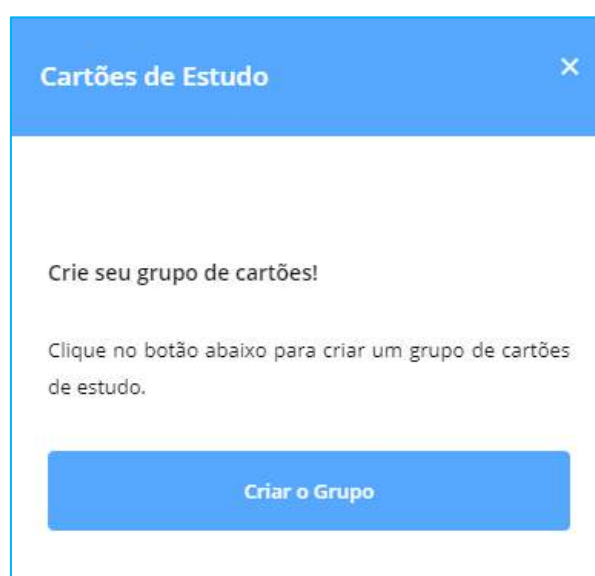 Cartões de Estudo
Crie seu grupo de cartões!
Clique no botão abaixo para criar um grupo de cartões
de estudo.
Criar o Grupo